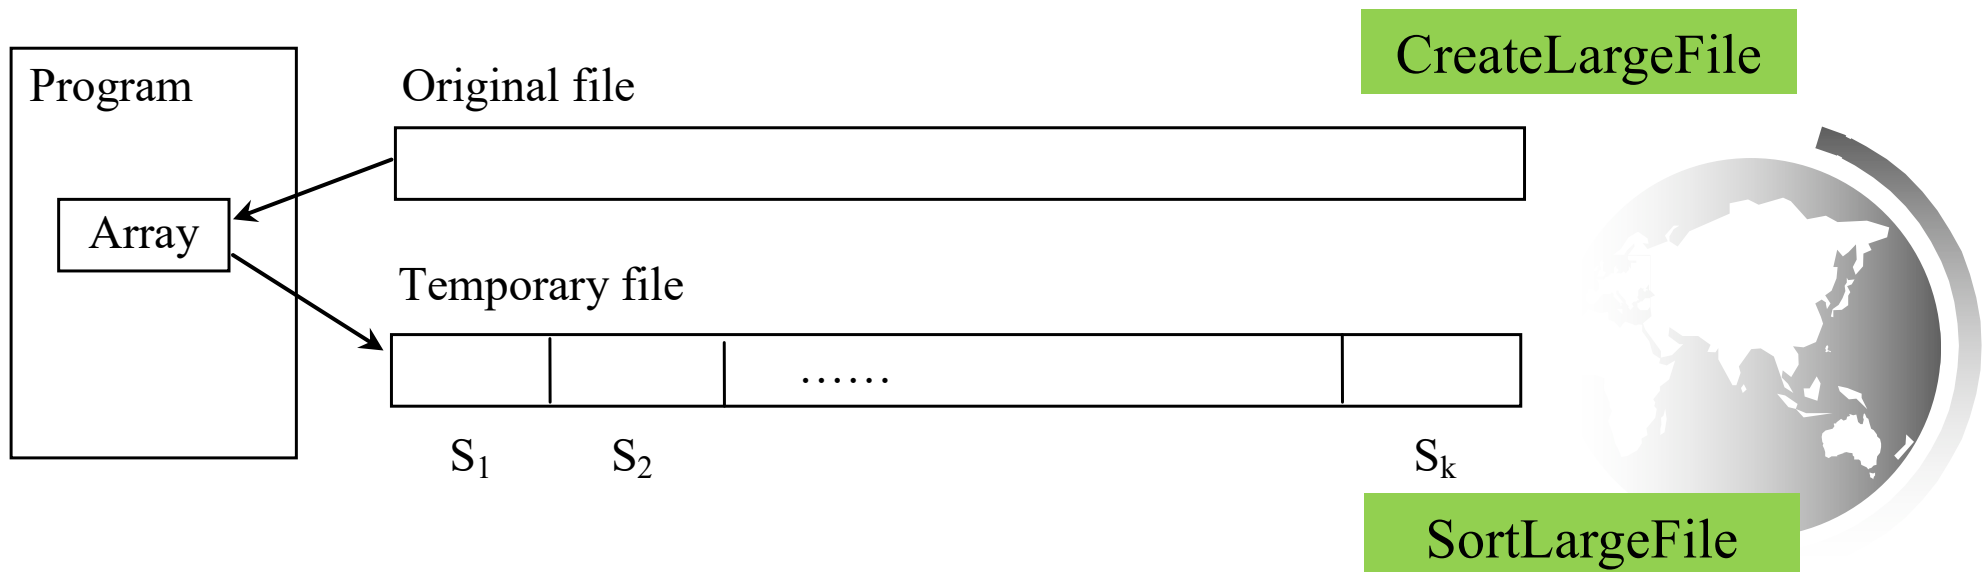 CreateLargeFile
Program
Original file
Array
Temporary file
……
S1
S2
Sk
SortLargeFile